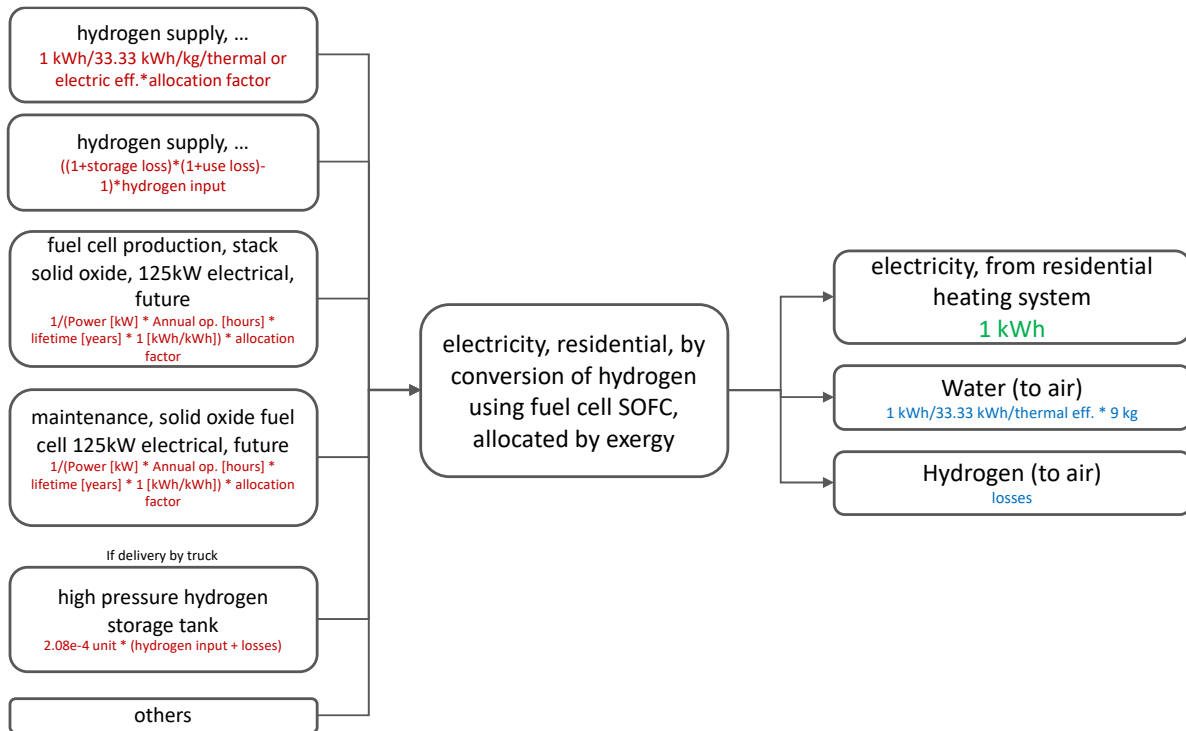 hydrogen supply, ...
1 kWh/33.33 kWh/kg/thermal or
electric eff.*allocation factor
hydrogen supply, ...
((1+storage loss)*(1+use loss)-
1)*hydrogen input
fuel cell production, stack
solid oxide, 125kW electrical,
future
1/(Power [kW] * Annual op. [hours] *
lifetime [years] * 1 [kWh/kWh]) * allocation
factor
maintenance, solid oxide fuel
cell 125kW electrical, future
1/(Power [kW] * Annual op. [hours] *
lifetime [years] * 1 [kWh/kWh]) * allocation
factor
If delivery by truck
high pressure hydrogen
storage tank
2.08e-4 unit * (hydrogen input + losses)
others
electricity, residential, by
conversion of hydrogen
using fuel cell SOFC,
allocated by exergy
electricity, from residential
heating system
1 kWh
Water (to air)
1 kWh/33.33 kWh/thermal eff. * 9 kg
Hydrogen (to air)
losses